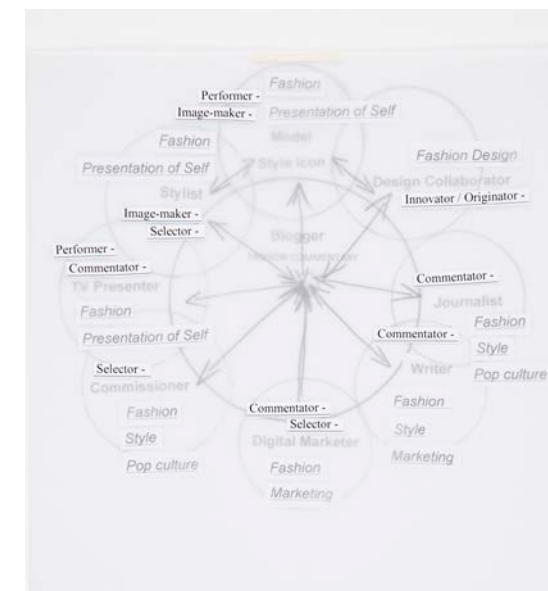 Fashion
Performer -
Image-maker - Presentation of Self
Model
Style Icon
Fashion
Presentation of Self
Stylist
Image-maker -
Selector -
Fashion Design
Design Collaborator
Innovator / Originator -
Blogger
FASHION COMMENTARY
Performer -
Commentator -
TV Presenter
Fashion
Presentation of Self
Commentator -
Journalist
Fashion
Style
Pop culture
Commentator -
Writer
Fashion
Style
Marketing
Selector -
Commissioner
Fashion
Style
Pop culture
Commentator -
Selector -
Digital Marketer
Fashion
Marketing